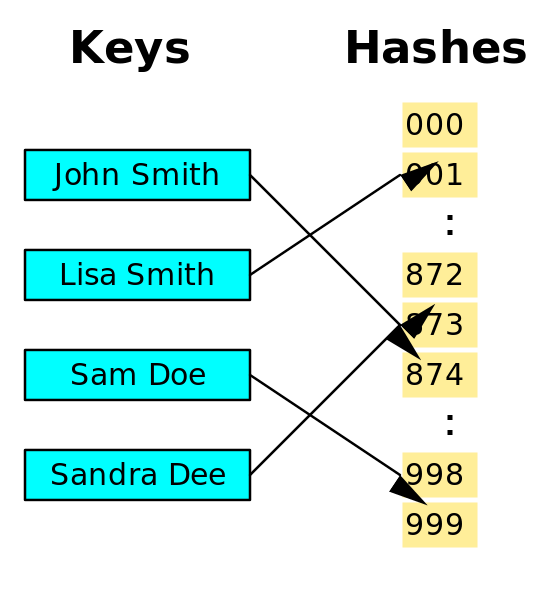 Keys
Hashes
John Smith
Lisa Smith
Sam Doe
Sandra Dee
000
001
:
872
873
874
:
998
999